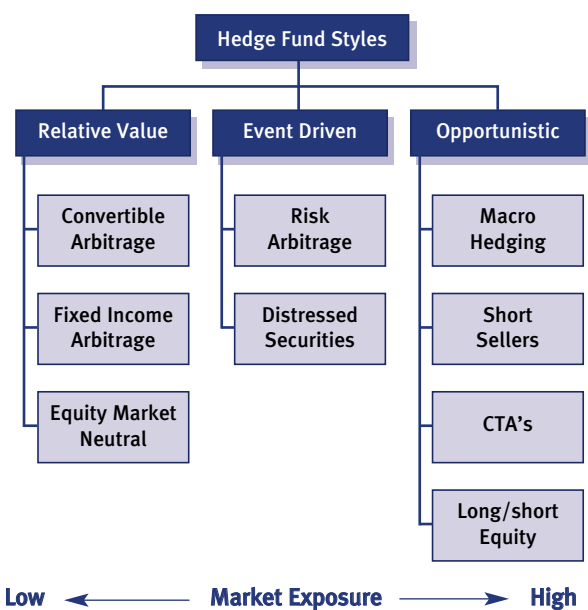 Hedge Fund Styles
Relative Value
Event Driven
Opportunistic
Convertible
Arbitrage
Risk
Arbitrage
Macro
Hedging
Fixed Income
Arbitrage
Distressed
Securities
Short
Sellers
Equity Market
Neutral
CTA's
Long/short
Equity
Low Market Exposure High